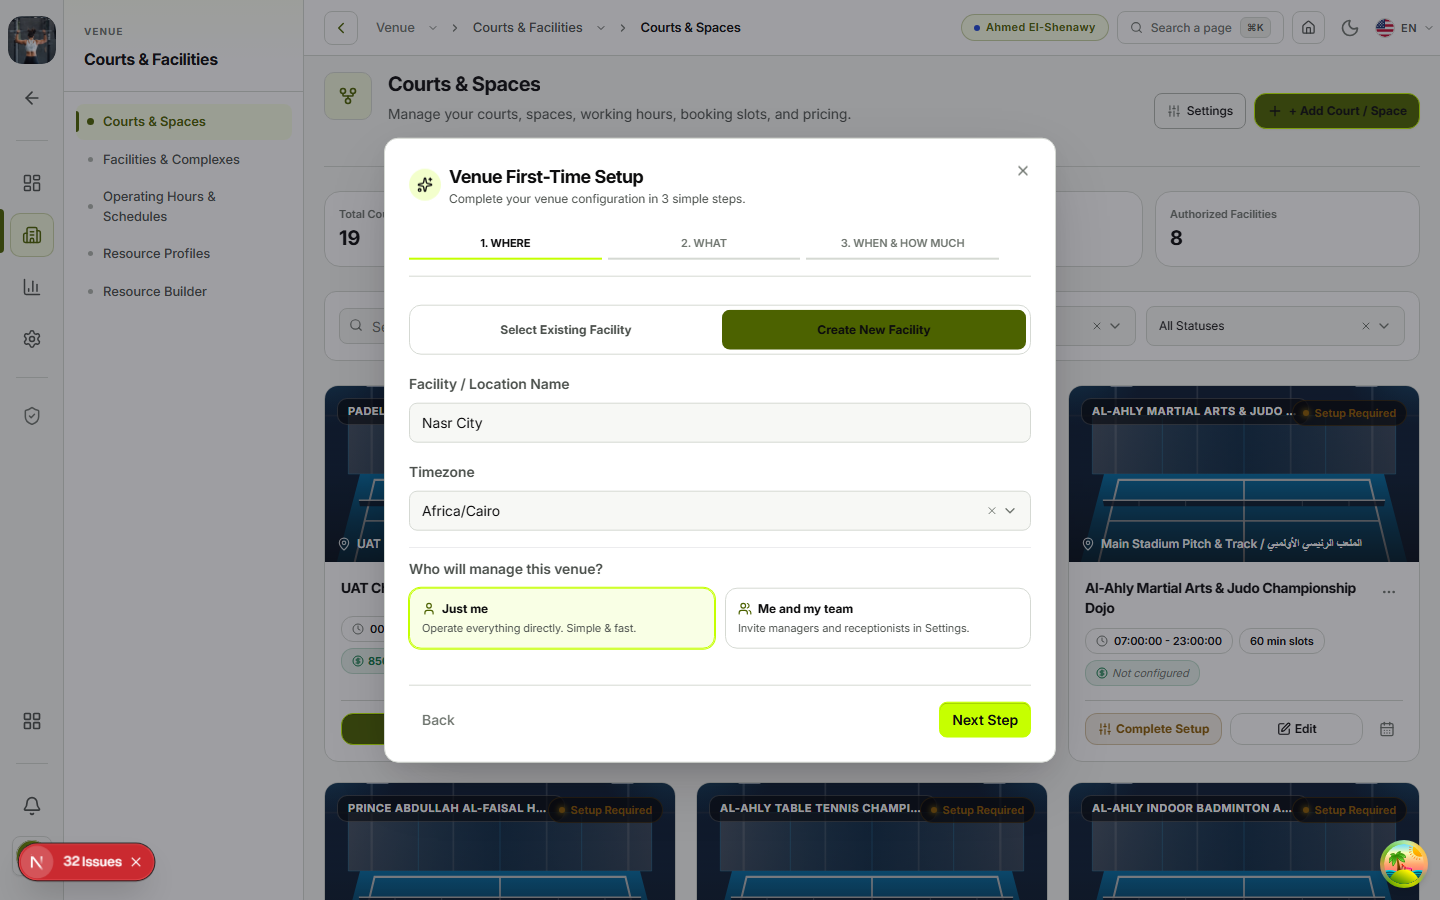 VENUE
Courts & Facilities
Courts & Spaces
Facilities & Complexes
Operating Hours &
Schedules
Resource Profiles
Resource Builder
Venue
Courts & Facilities
Courts & Spaces
Ahmed El-Shenawy
Search a page
⌘K
EN
Courts & Spaces
Manage your courts, spaces, working hours, booking slots, and pricing.
Settings
+ Add Court / Space
Total Cou
19
Authorized Facilities
8
Se
All Statuses
Venue First-Time Setup
Complete your venue configuration in 3 simple steps.
1. WHERE
2. WHAT
3. WHEN & HOW MUCH
Select Existing Facility
Create New Facility
Facility / Location Name
Nasr City
Timezone
Africa/Cairo
Who will manage this venue?
Just me
Operate everything directly. Simple & fast.
Me and my team
Invite managers and receptionists in Settings.
Back
Next Step
PADEL
UAT
UAT Ch
00
850
AL-AHLY MARTIAL ARTS & JUDO ...
Setup Required
Main Stadium Pitch & Track / الملعب الرئيسي الأولمبي
Al-Ahly Martial Arts & Judo Championship
Dojo
07:00:00 - 23:00:00
60 min slots
Not configured
Complete Setup
Edit
PRINCE ABDULLAH AL-FAISAL H...
Setup Required
AL-AHLY TABLE TENNIS CHAMPI...
Setup Required
AL-AHLY INDOOR BADMINTON A...
Setup Required
N
32 Issues